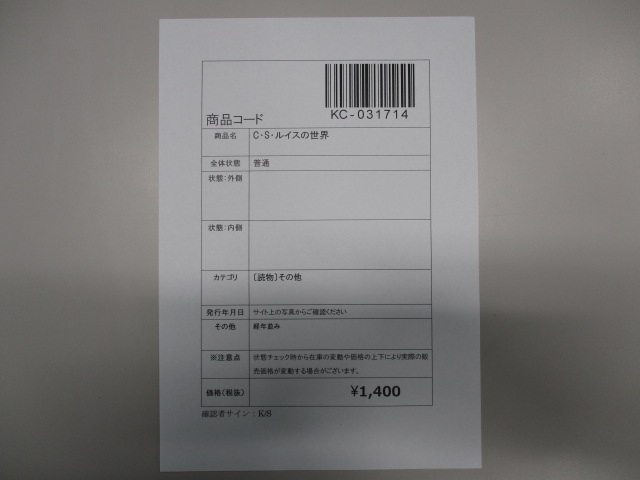 KC-031714
商品コード
商品名 C・S・ルイスの世界
全体状態 普通
状態:外側
状態:内側
カテゴリ [読物]その他
発行年月日 サイト上の写真からご確認ください
その他 経年並み
※注意点 状態チェック時から在庫の変動や価格の上下により実際の販
売価格が変動する場合がございます。
価格(税抜) ¥1,400
確認者サイン:K/S